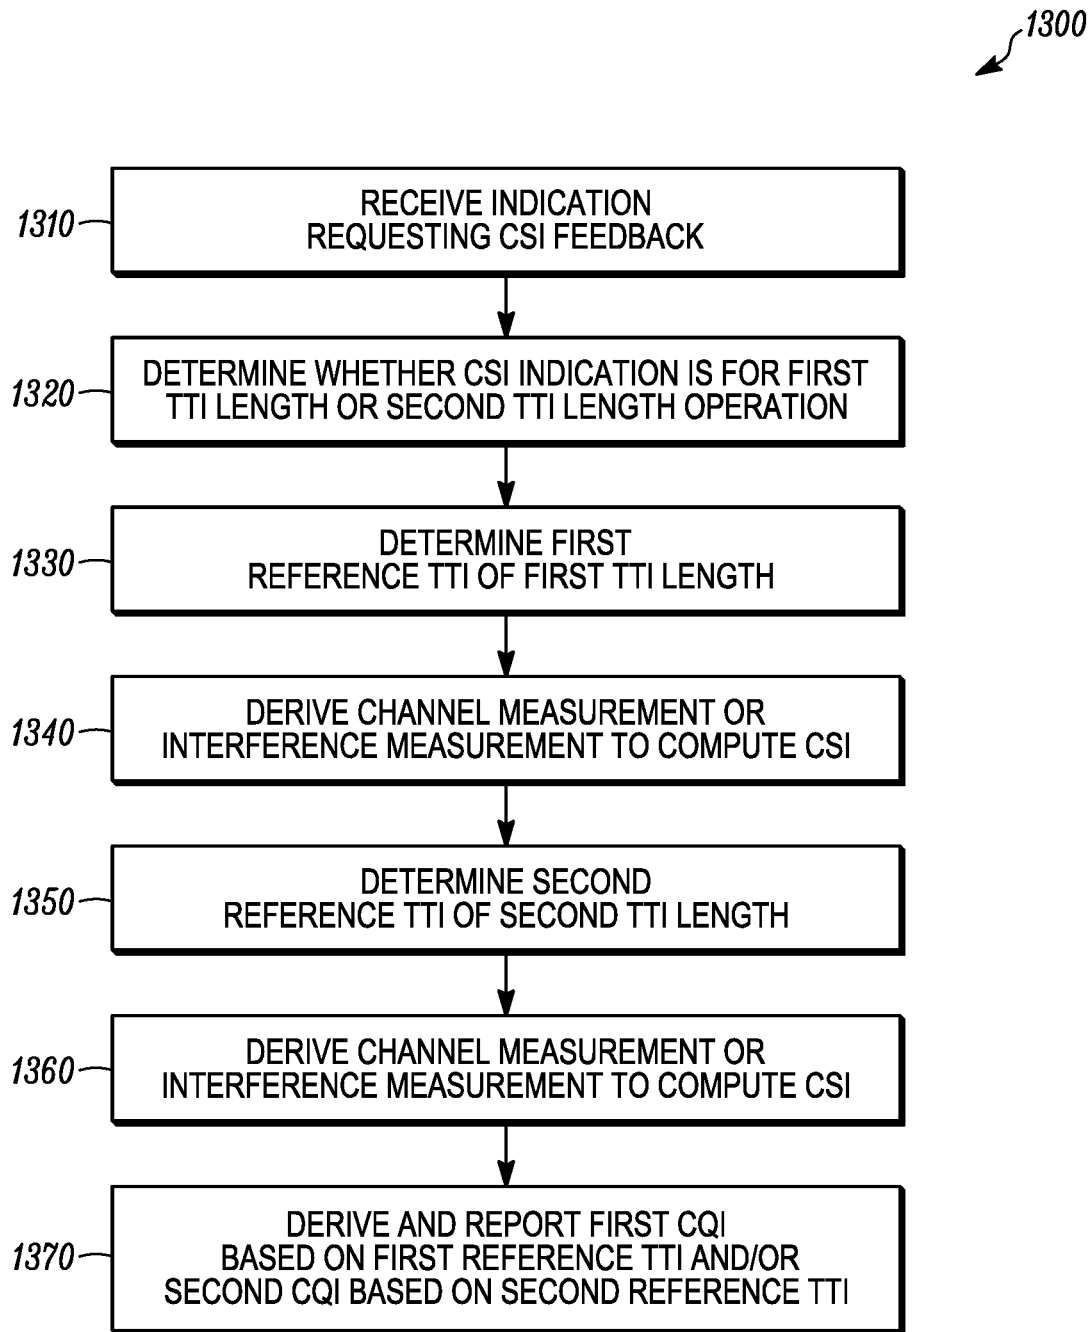 1300
1310
RECEIVE INDICATION
REQUESTING CSI FEEDBACK
1320
DETERMINE WHETHER CSI INDICATION IS FOR FIRST
TTI LENGTH OR SECOND TTI LENGTH OPERATION
1330
DETERMINE FIRST
REFERENCE TTI OF FIRST TTI LENGTH
1340
DERIVE CHANNEL MEASUREMENT OR
INTERFERENCE MEASUREMENT TO COMPUTE CSI
1350
DETERMINE SECOND
REFERENCE TTI OF SECOND TTI LENGTH
1360
DERIVE CHANNEL MEASUREMENT OR
INTERFERENCE MEASUREMENT TO COMPUTE CSI
1370
DERIVE AND REPORT FIRST CQI
BASED ON FIRST REFERENCE TTI AND/OR
SECOND CQI BASED ON SECOND REFERENCE TTI